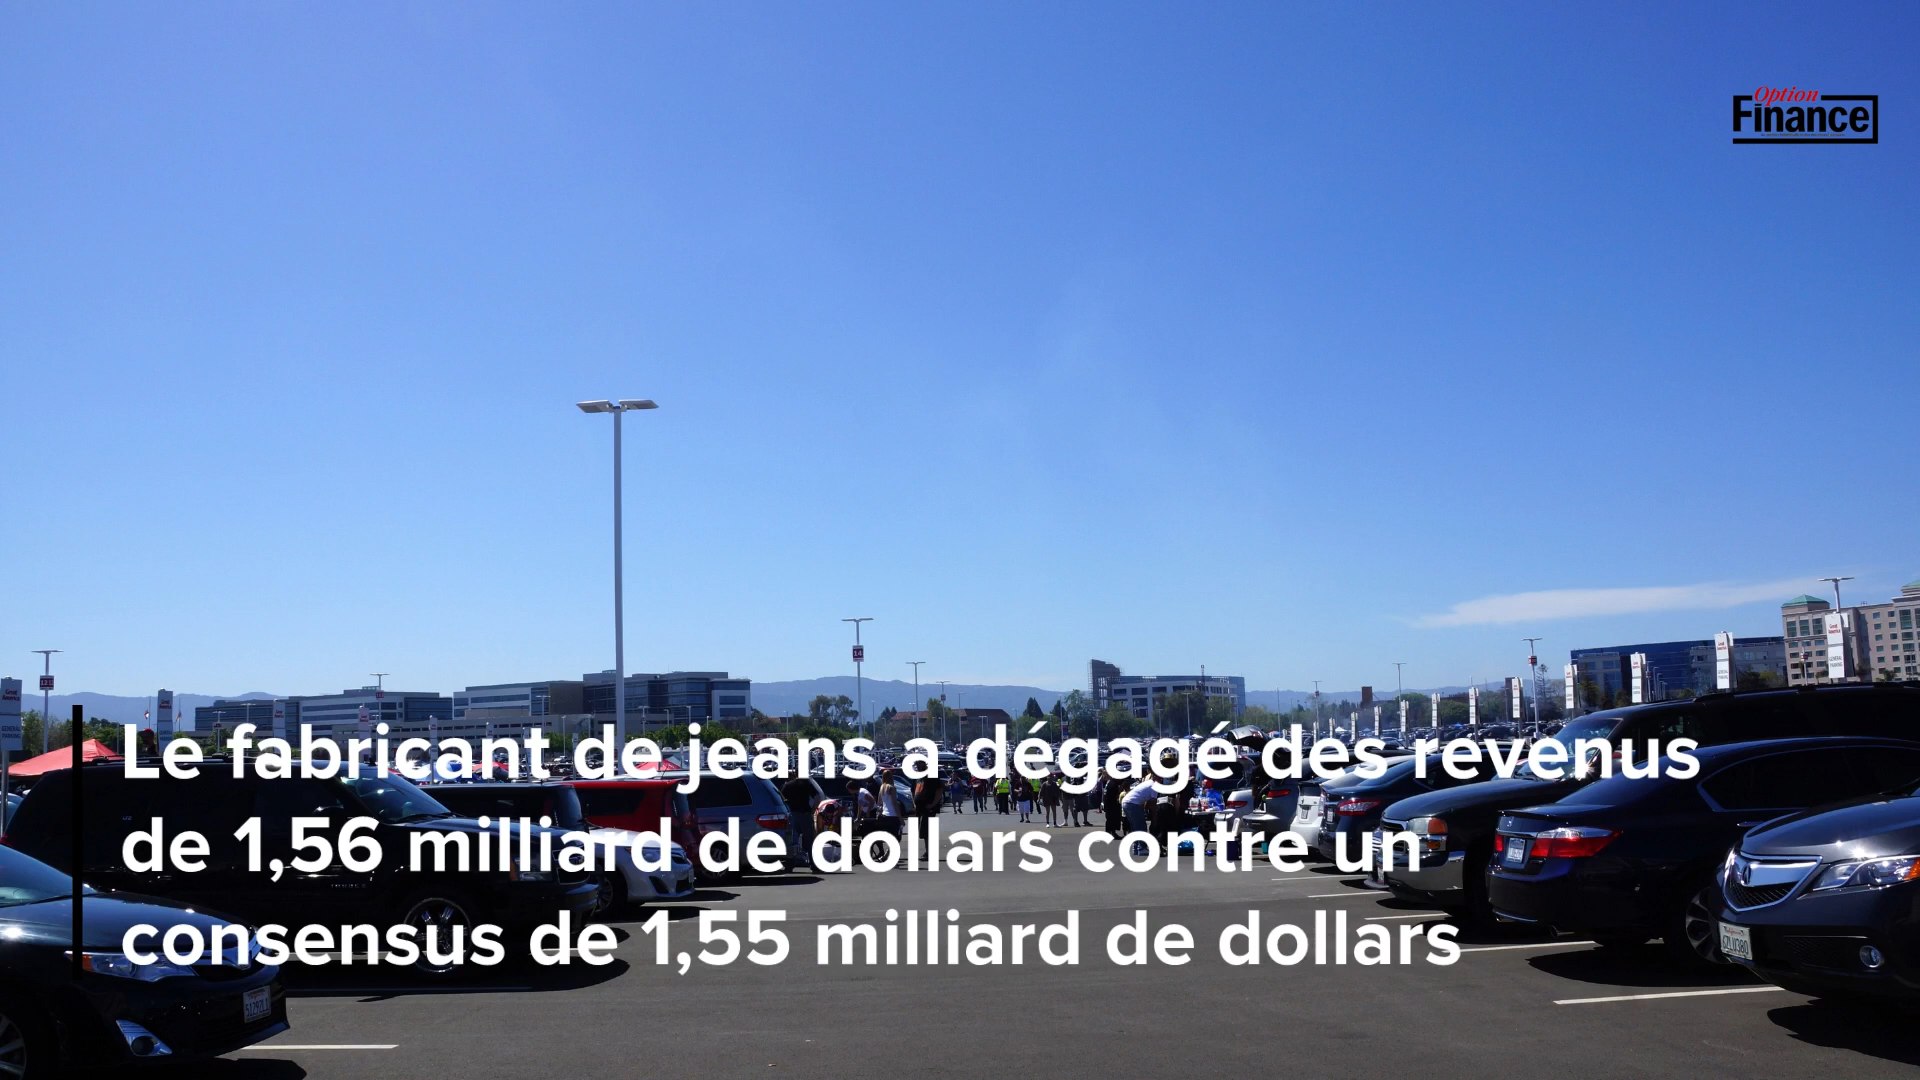 Option
Finance
14
Le fabricant de jeans a dégagé des revenus
de 1,56 milliard de dollars contre un
consensus de 1,55 milliard de dollars